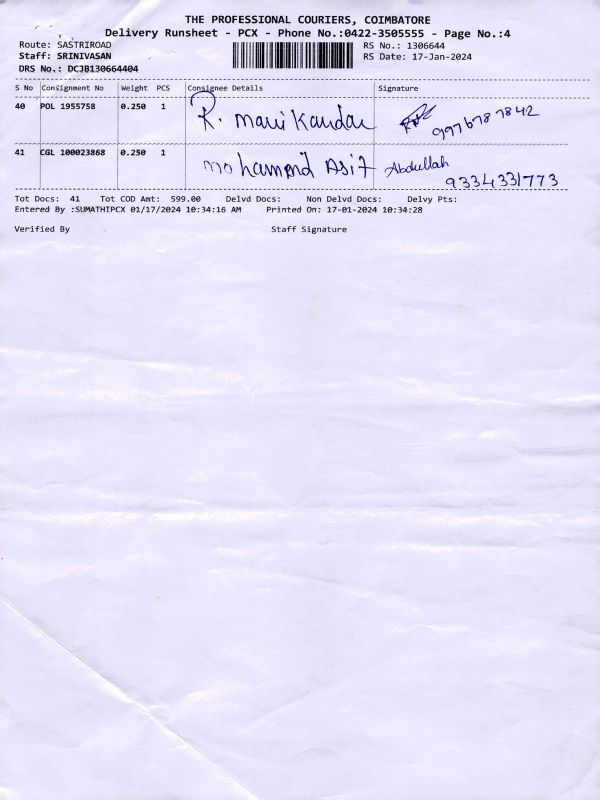 THE PROFESSIONAL COURIERS, COIMBATORE
Delivery Runsheet - PCX - Phone No.:0422-3505555 - Page No.:4
Route: SASTRIROAD RS No.: 1306644
Staff: SRINIVASAN RS Date: 17-Jan-2024
DRS No.: DCJB130664404
S No Consignment No Weight PCS Consignee Details Signature
40 POL 1955758 0.250 1 R. Mani Kandan 9976787842
41 CGL 100023868 0.250 1 Mohamend Asif Abdullah
9334331773
Tot Docs: 41 Tot COD Amt: 599.00 Delvd Docs: Non Delvd Docs: Delvy Pts:
Entered By :SUMATHIPCX 01/17/2024 10:34:16 AM Printed On: 17-01-2024 10:34:28
Verified By Staff Signature